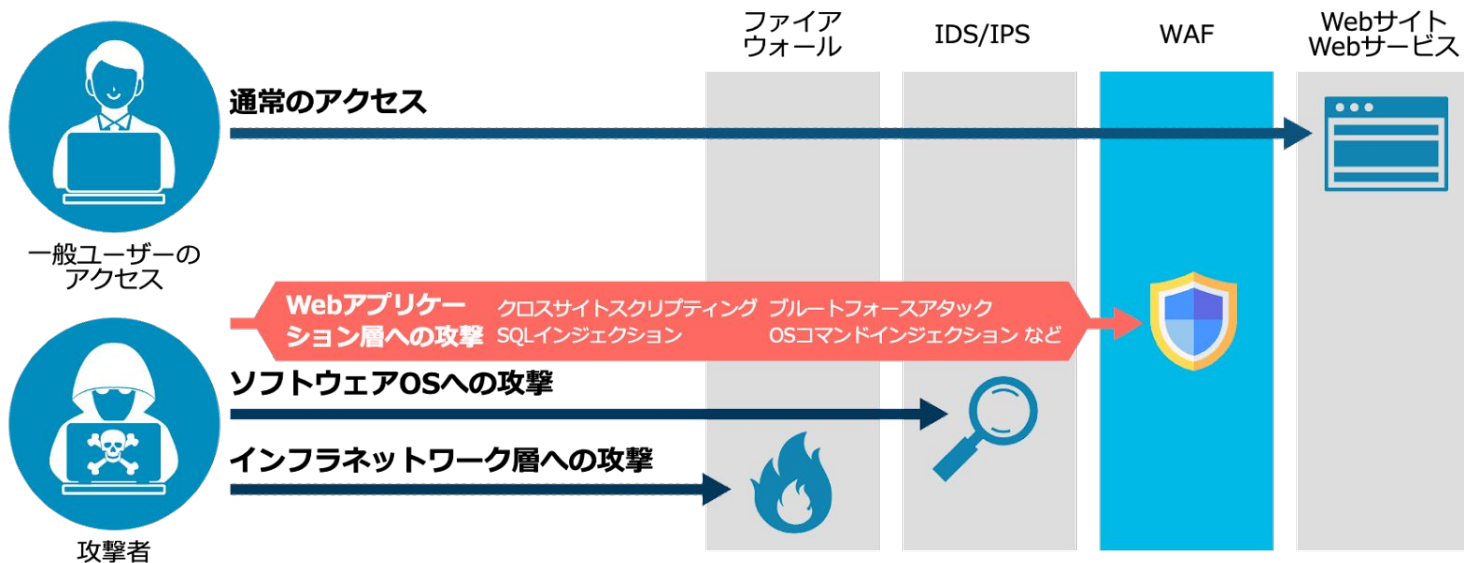 ファイア
ウォール
IDS/IPS
WAF
Webサイト
Webサービス
通常のアクセス
一般ユーザーの
アクセス
Webアプリケー
ション層への攻撃
クロスサイトスクリプティング ブルートフォースアタック
SQLインジェクション OSコマンドインジェクション など
ソフトウェアOSへの攻撃
インフラネットワーク層への攻撃
攻撃者